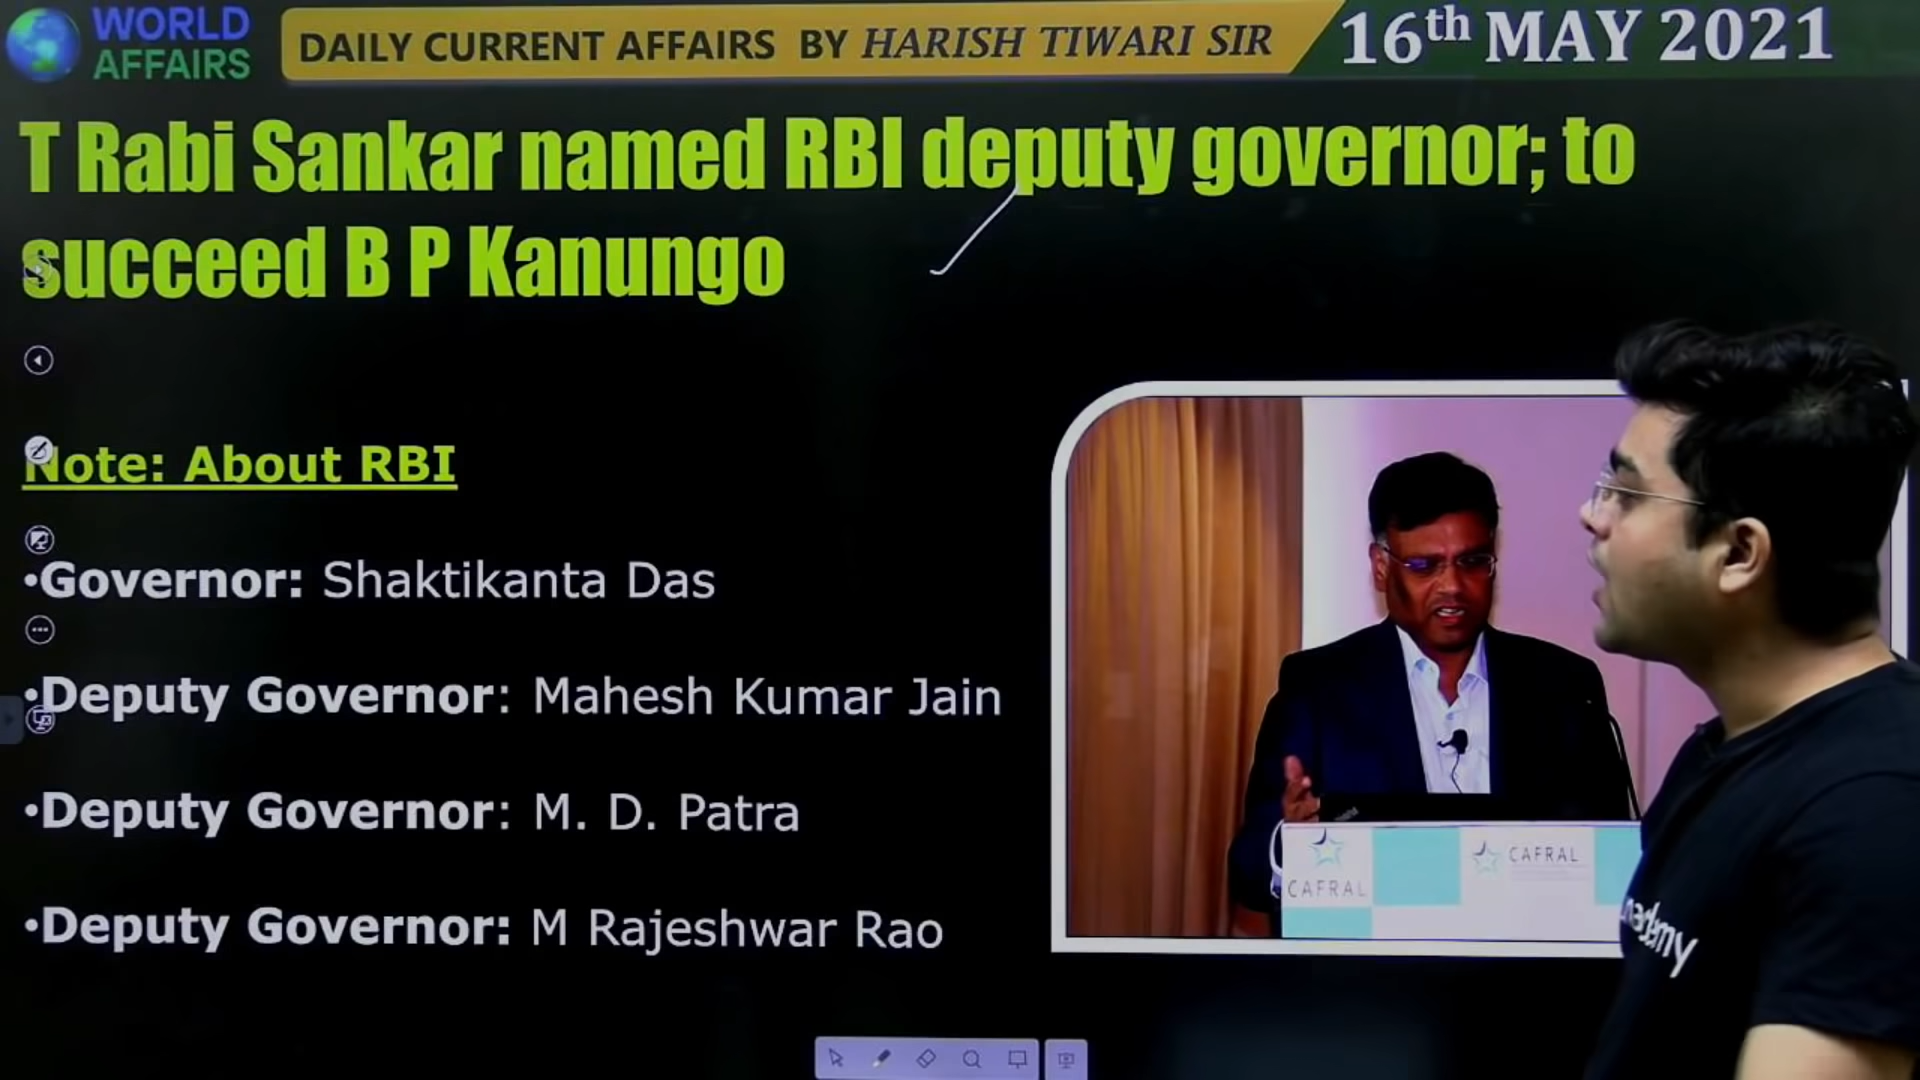 WORLD
AFFAIRS
DAILY CURRENT AFFAIRS BY HARISH TIWARI SIR
16th MAY 2021
T Rabi Sankar named RBI deputy governor; to
succeed B P Kanungo
Note: About RBI
•Governor: Shaktikanta Das
•Deputy Governor: Mahesh Kumar Jain
•Deputy Governor: M. D. Patra
•Deputy Governor: M Rajeshwar Rao
CAFRAL
CAFRAL